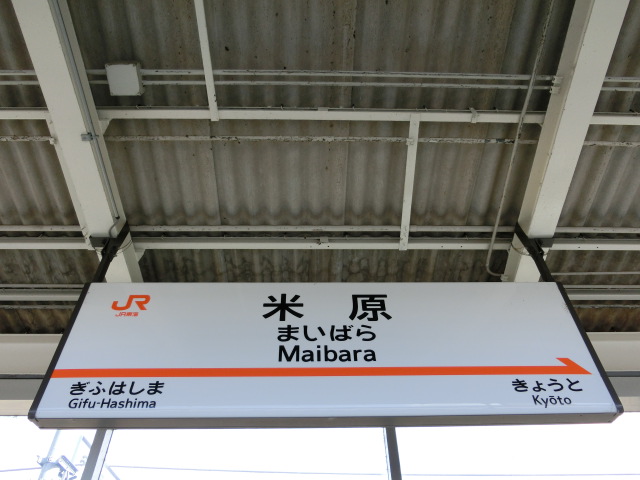 JR
JR東海
米原
まいばら
Maibara
ぎふはしま
Gifu-Hashima
きょうと
Kyōto